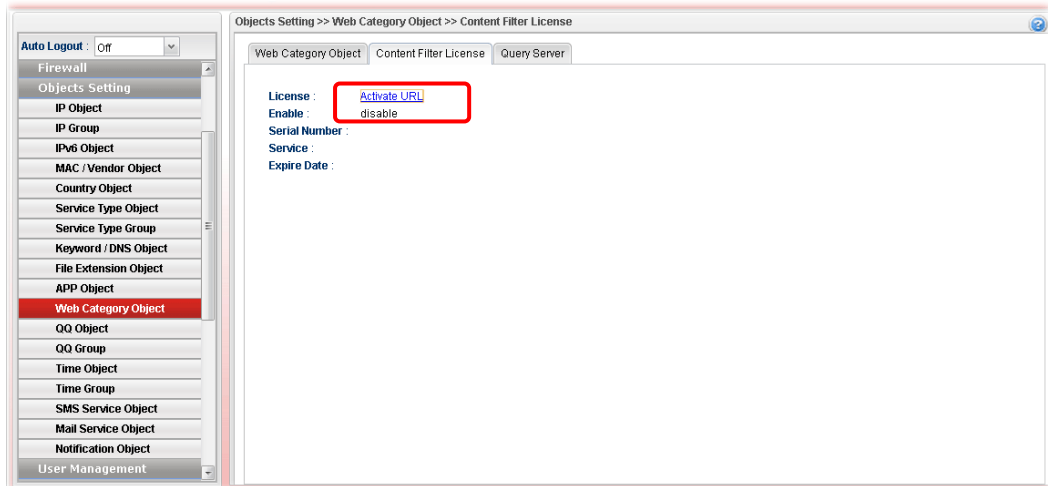 Objects Setting >> Web Category Object >> Content Filter License
Auto Logout : Off
Firewall
Objects Setting
IP Object
IP Group
IPv6 Object
MAC / Vendor Object
Country Object
Service Type Object
Service Type Group
Keyword / DNS Object
File Extension Object
APP Object
Web Category Object
QQ Object
QQ Group
Time Object
Time Group
SMS Service Object
Mail Service Object
Notification Object
User Management
Web Category Object Content Filter License Query Server
License : Activate URL
Enable : disable
Serial Number :
Service :
Expire Date :